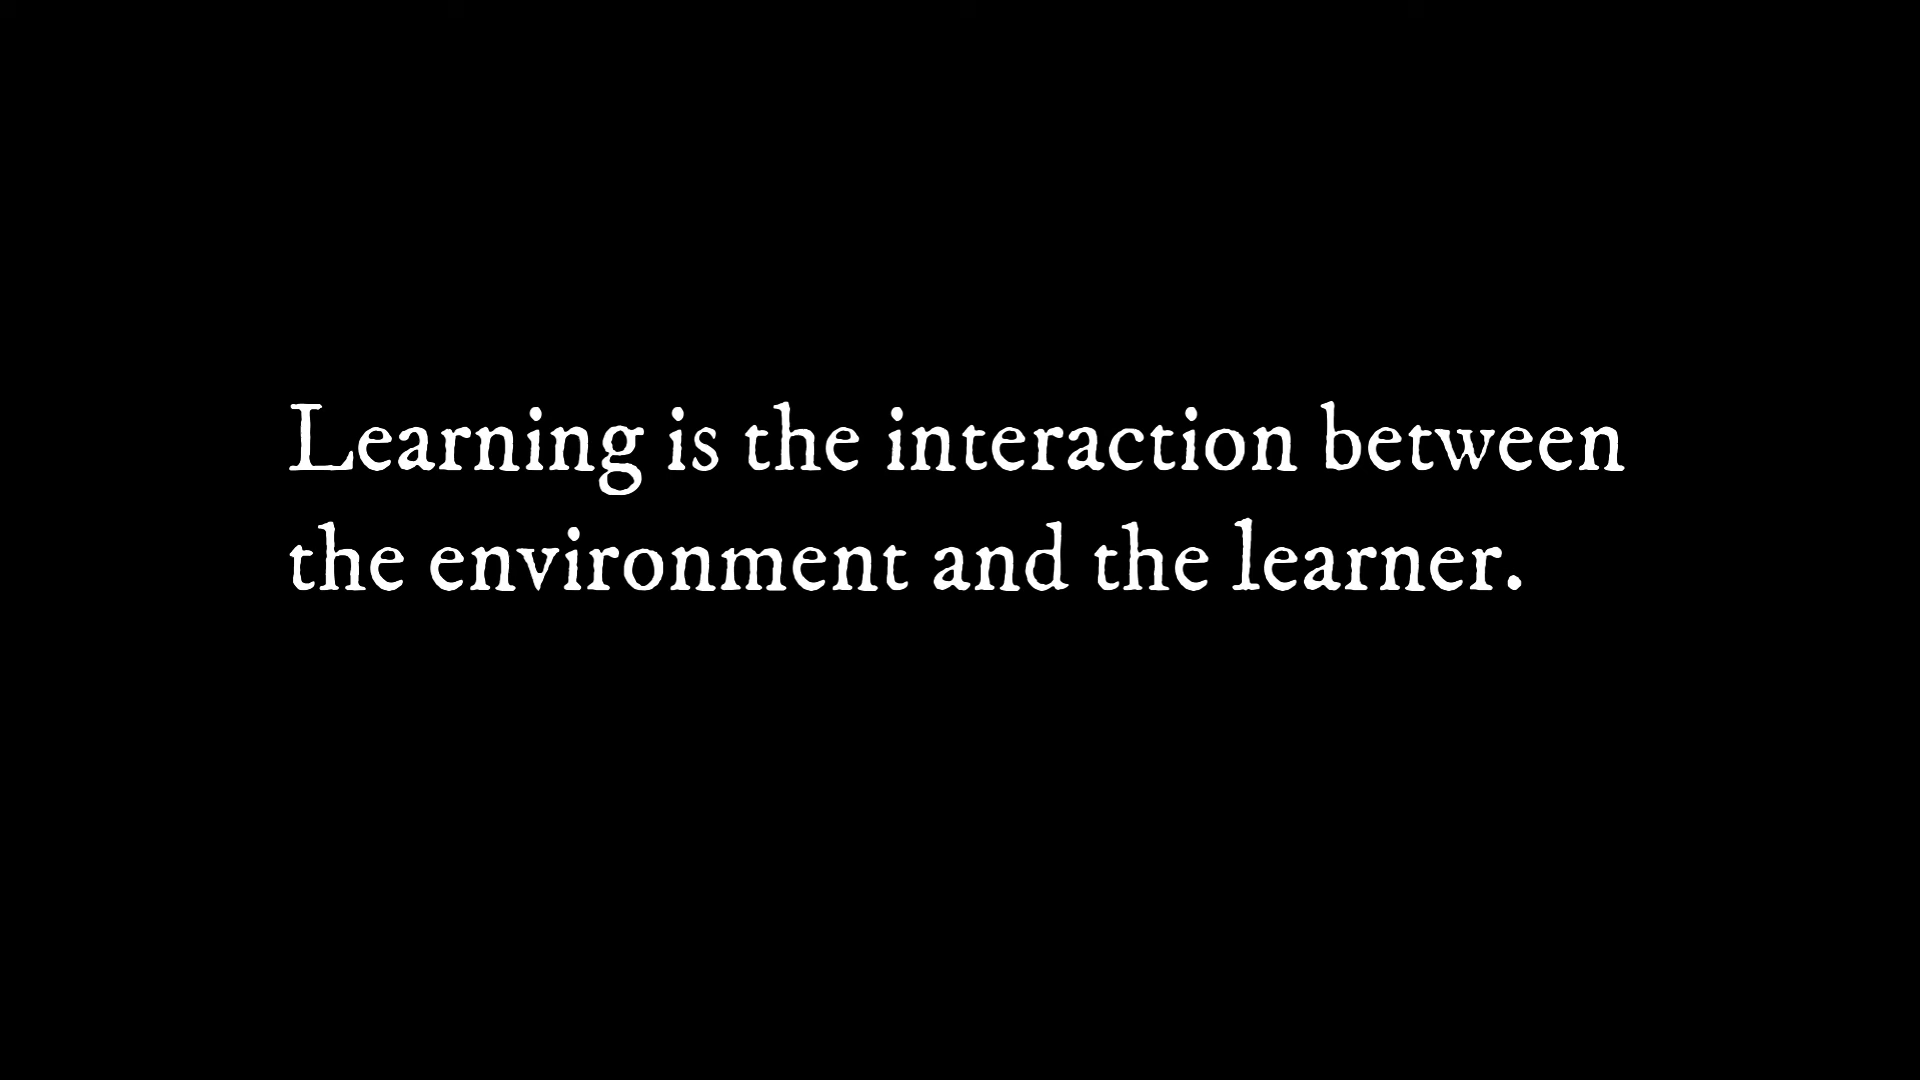 Learning is the interaction between
the environment and the learner.